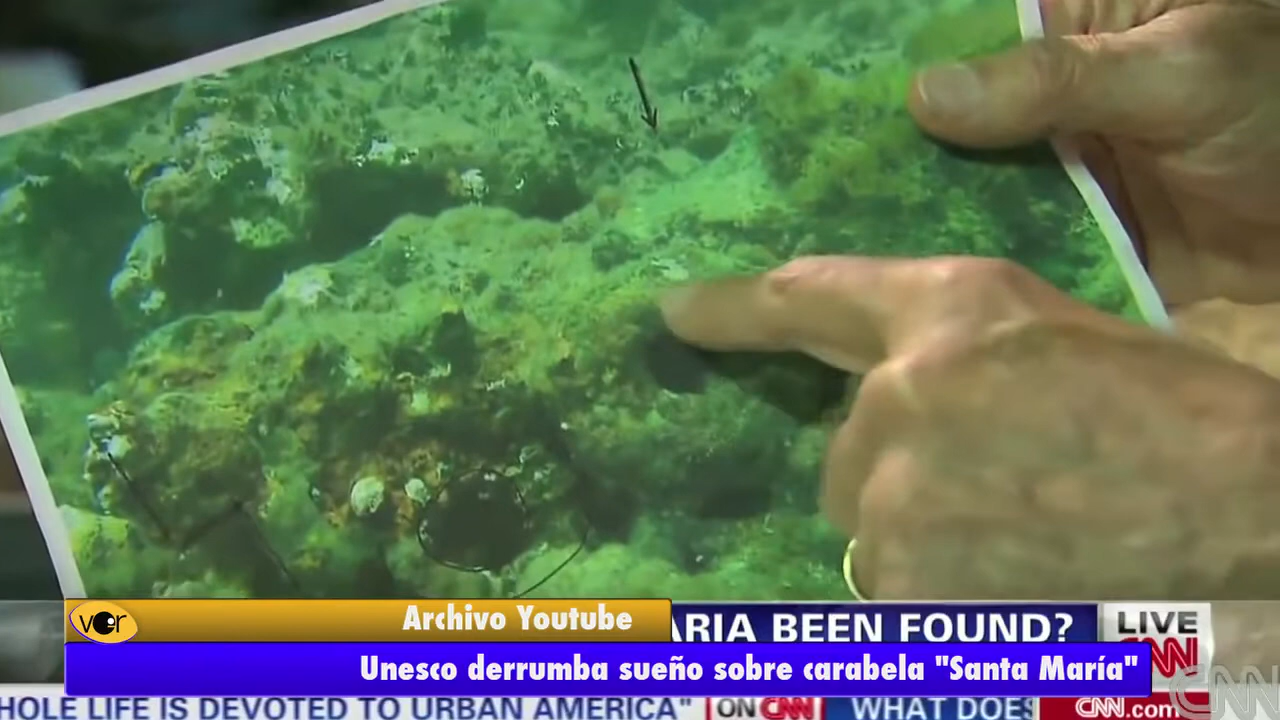 Archivo Youtube
ARIA BEEN FOUND?
LIVE
CNN
Unesco derrumba sueño sobre carabela "Santa María"
HOLE LIFE IS DEVOTED TO URBAN AMERICA"
ON CNN
WHAT DOES
CNN.com
CNN